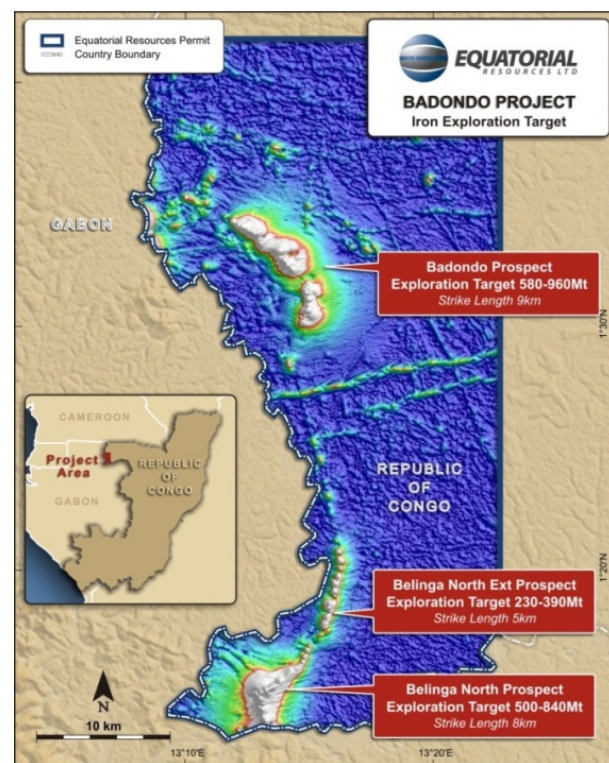 Equatorial Resources Permit
Country Boundary
EQUATORIAL
RESOURCES LTD
BADONDO PROJECT
Iron Exploration Target
GABON
Badondo Prospect
Exploration Target 580-960Mt
Strike Length 9km
1°30'N
CAMEROON
Project
Area
REPUBLIC
OF
CONGO
GABON
REPUBLIC
OF
CONGO
1°20'N
Belinga North Ext Prospect
Exploration Target 230-390Mt
Strike Length 5km
Belinga North Prospect
Exploration Target 500-840Mt
Strike Length 8km
N
10 km
13°10'E
13°20'E